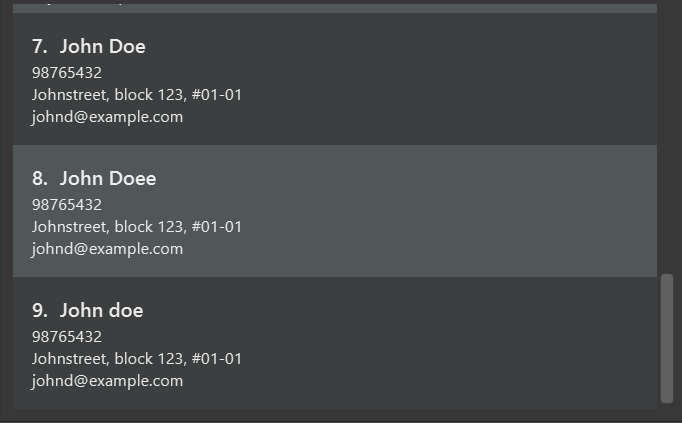 7. John Doe
98765432
Johnstreet, block 123, #01-01
johnd@example.com
8. John Doee
98765432
Johnstreet, block 123, #01-01
johnd@example.com
9. John doe
98765432
Johnstreet, block 123, #01-01
johnd@example.com